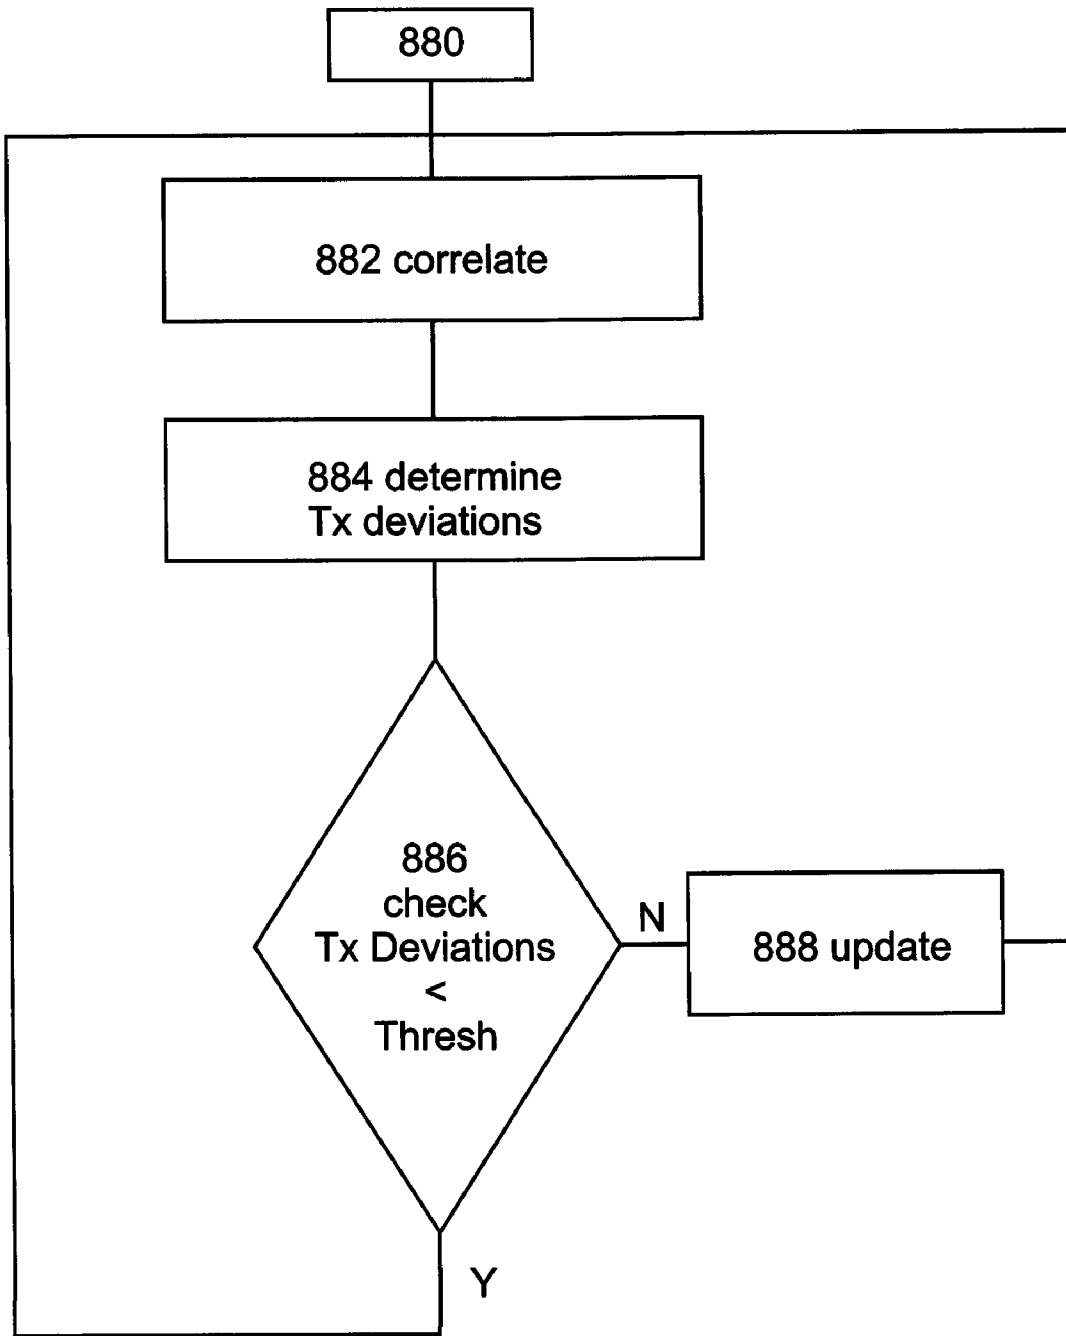 880
882 correlate
884 determine
Tx deviations
886
check
Tx Deviations
<
Thresh
N
888 update
Y